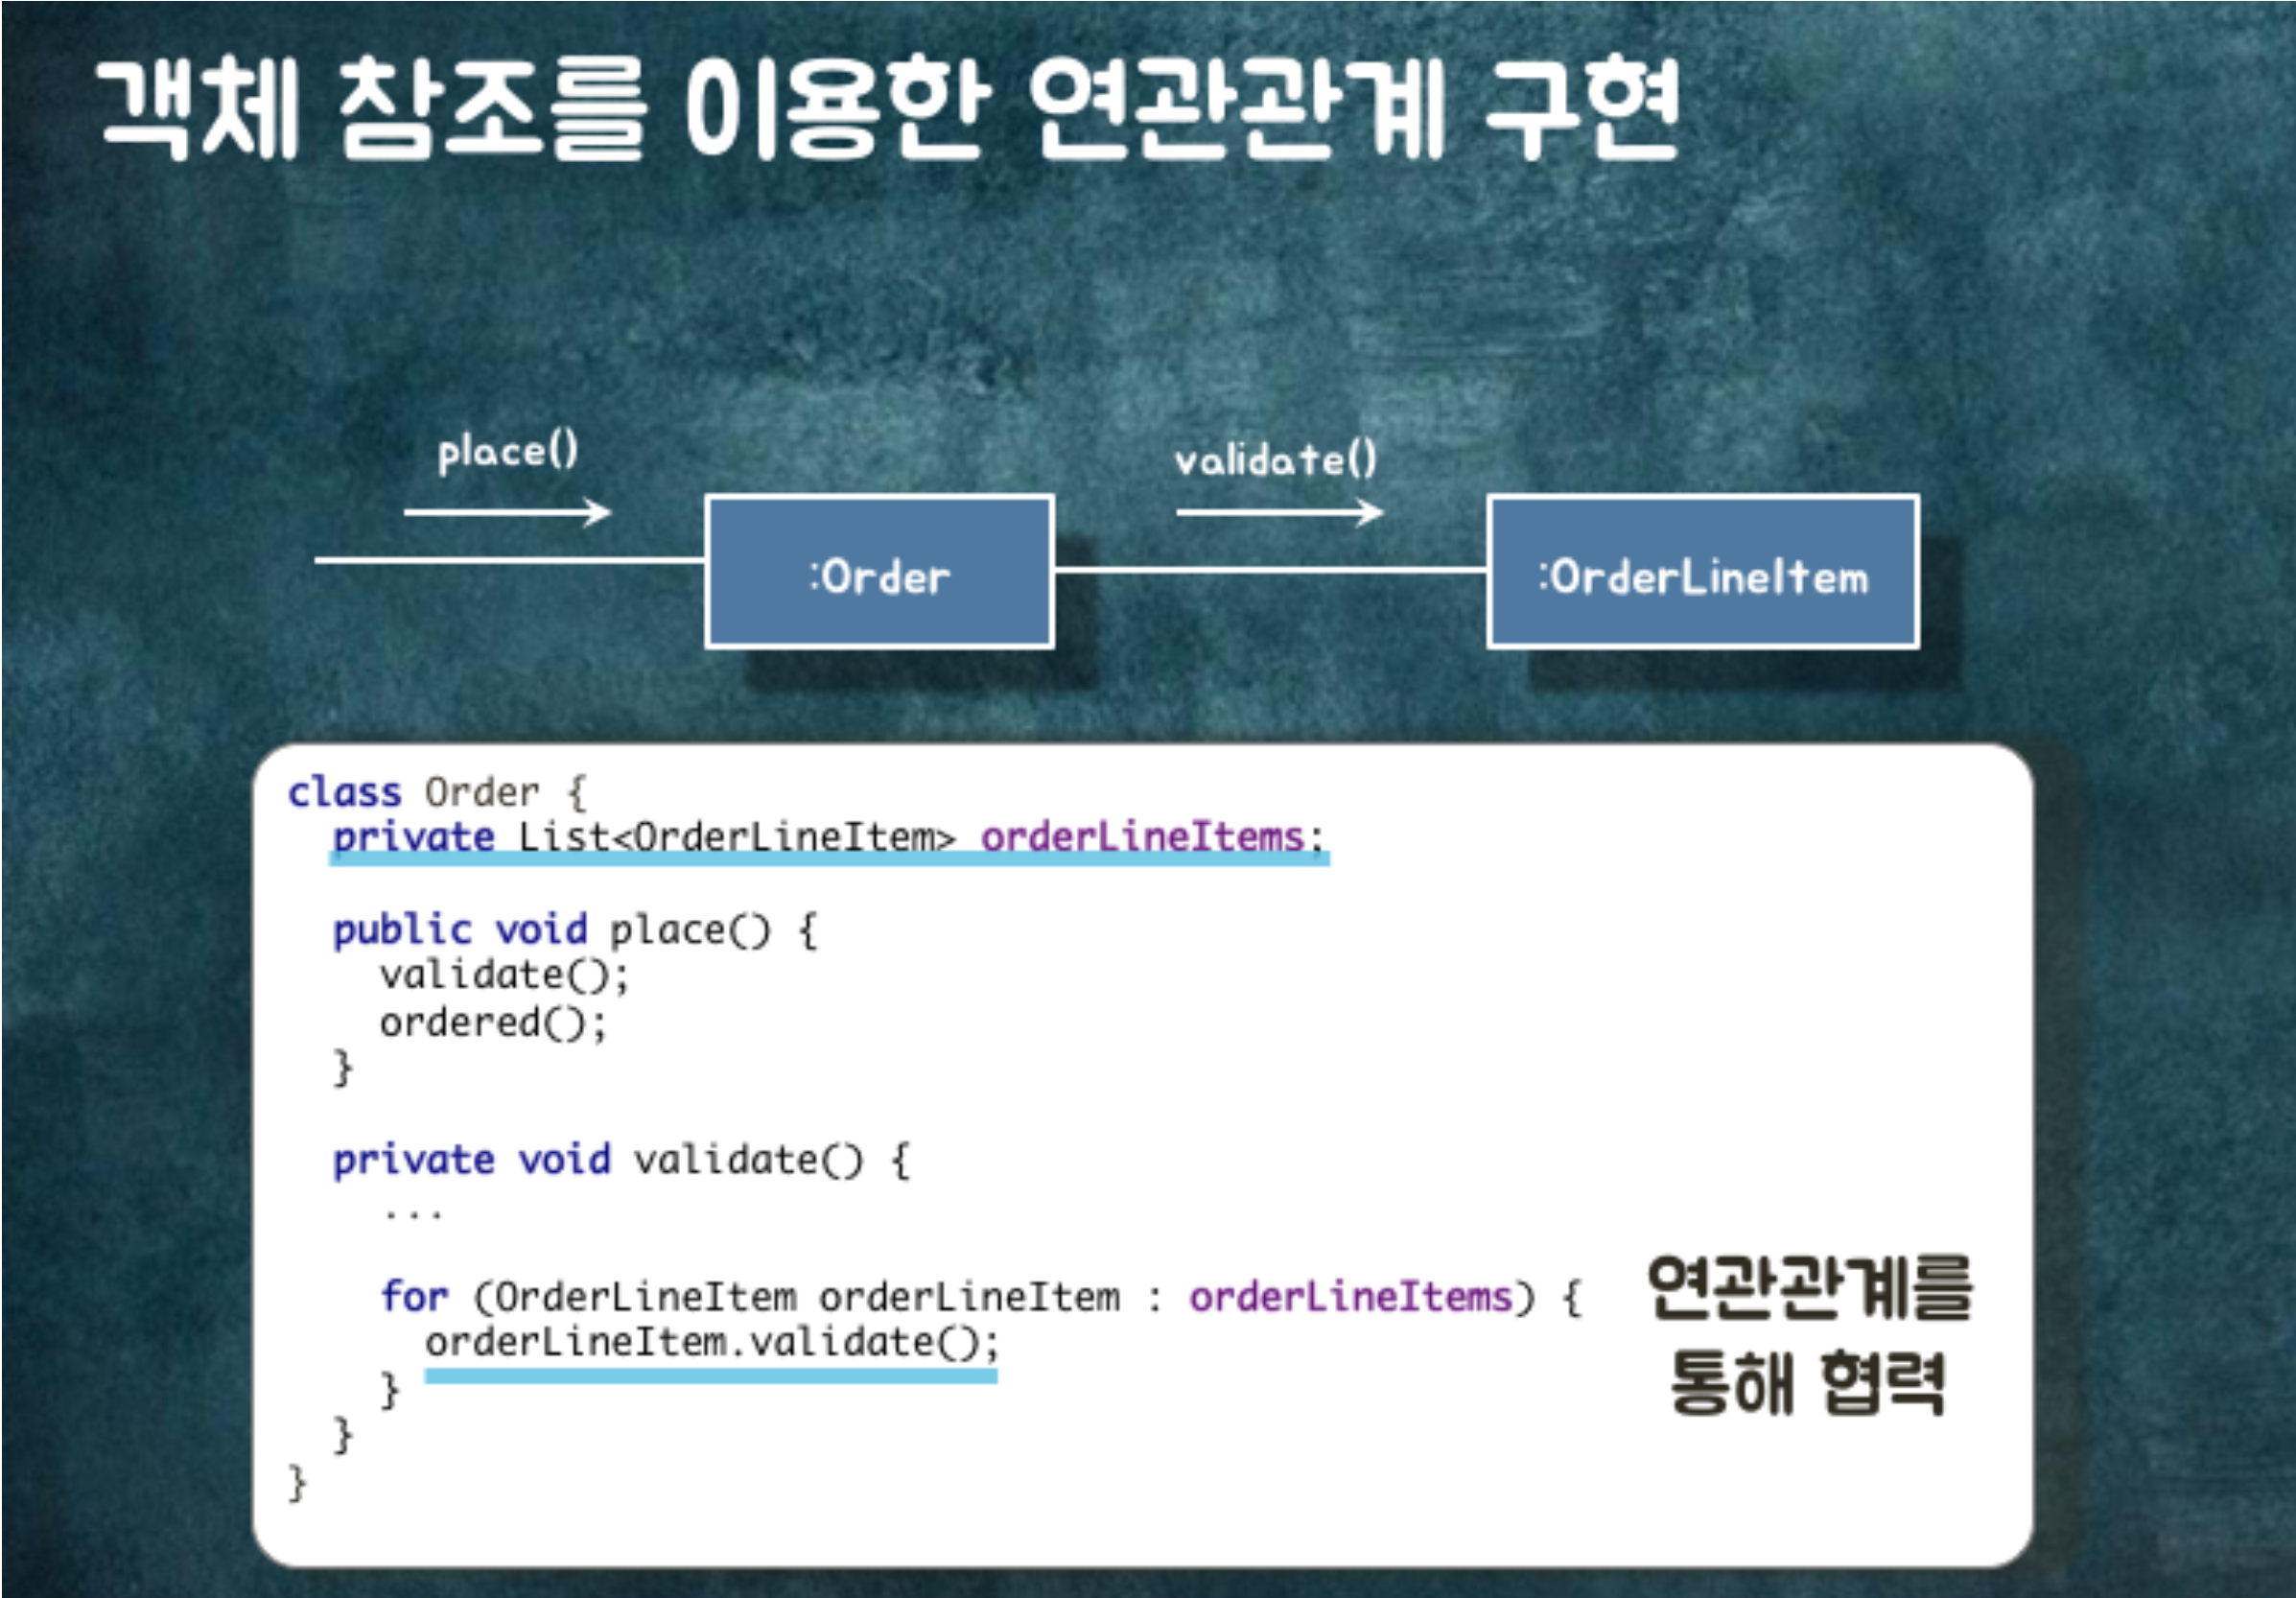 객체 참조를 이용한 연관관계 구현
place()
validate()
:Order
:OrderLineItem
class Order {
private List<OrderLineItem> orderLineItems;
public void place() {
validate();
ordered();
}
private void validate() {
...
for (OrderLineItem orderLineItem : orderLineItems) {
orderLineItem.validate();
}
}
}
연관관계를
통해 협력